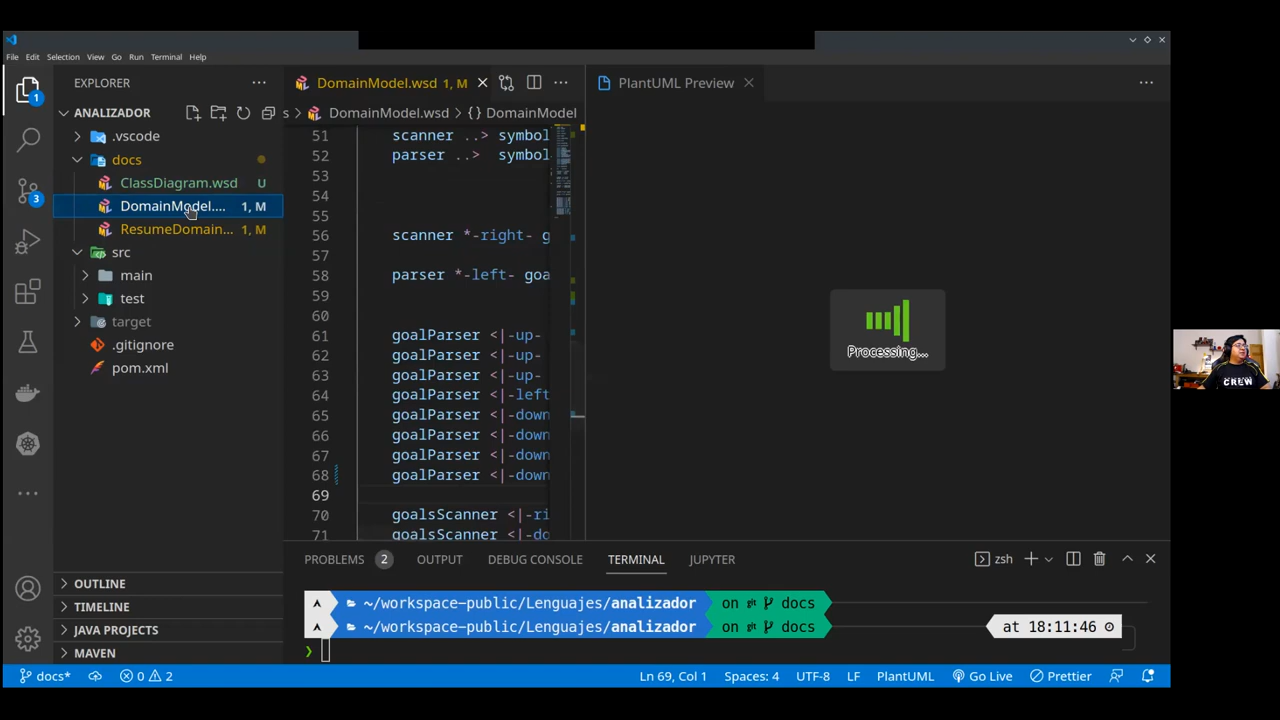 File Edit Selection View Go Run Terminal Help
EXPLORER
ANALIZADOR
.vscode
docs
ClassDiagram.wsd U
DomainModel.... 1, M
ResumeDomain... 1, M
src
main
test
target
.gitignore
pom.xml
OUTLINE
TIMELINE
JAVA PROJECTS
MAVEN
1
3
DomainModel.wsd 1, M
s > DomainModel.wsd > {} DomainModel
51 scanner ..> symbol
52 parser ..> symbol
53
54
55
56 scanner *-right- g
57
58 parser *-left- goa
59
60
61 goalParser <|-up-
62 goalParser <|-up-
63 goalParser <|-up-
64 goalParser <|-left
65 goalParser <|-down
66 goalParser <|-down
67 goalParser <|-down
68 goalParser <|-down
69
70 goalsScanner <|-ri
71 goalsScanner <|-do
PlantUML Preview
Processing...
CREW
PROBLEMS 2 OUTPUT DEBUG CONSOLE TERMINAL JUPYTER
zsh
~/workspace-public/Lenguajes/analizador on git docs
~/workspace-public/Lenguajes/analizador on git docs
at 18:11:46
❯
docs* 0 2 Ln 69, Col 1 Spaces: 4 UTF-8 LF PlantUML Go Live Prettier